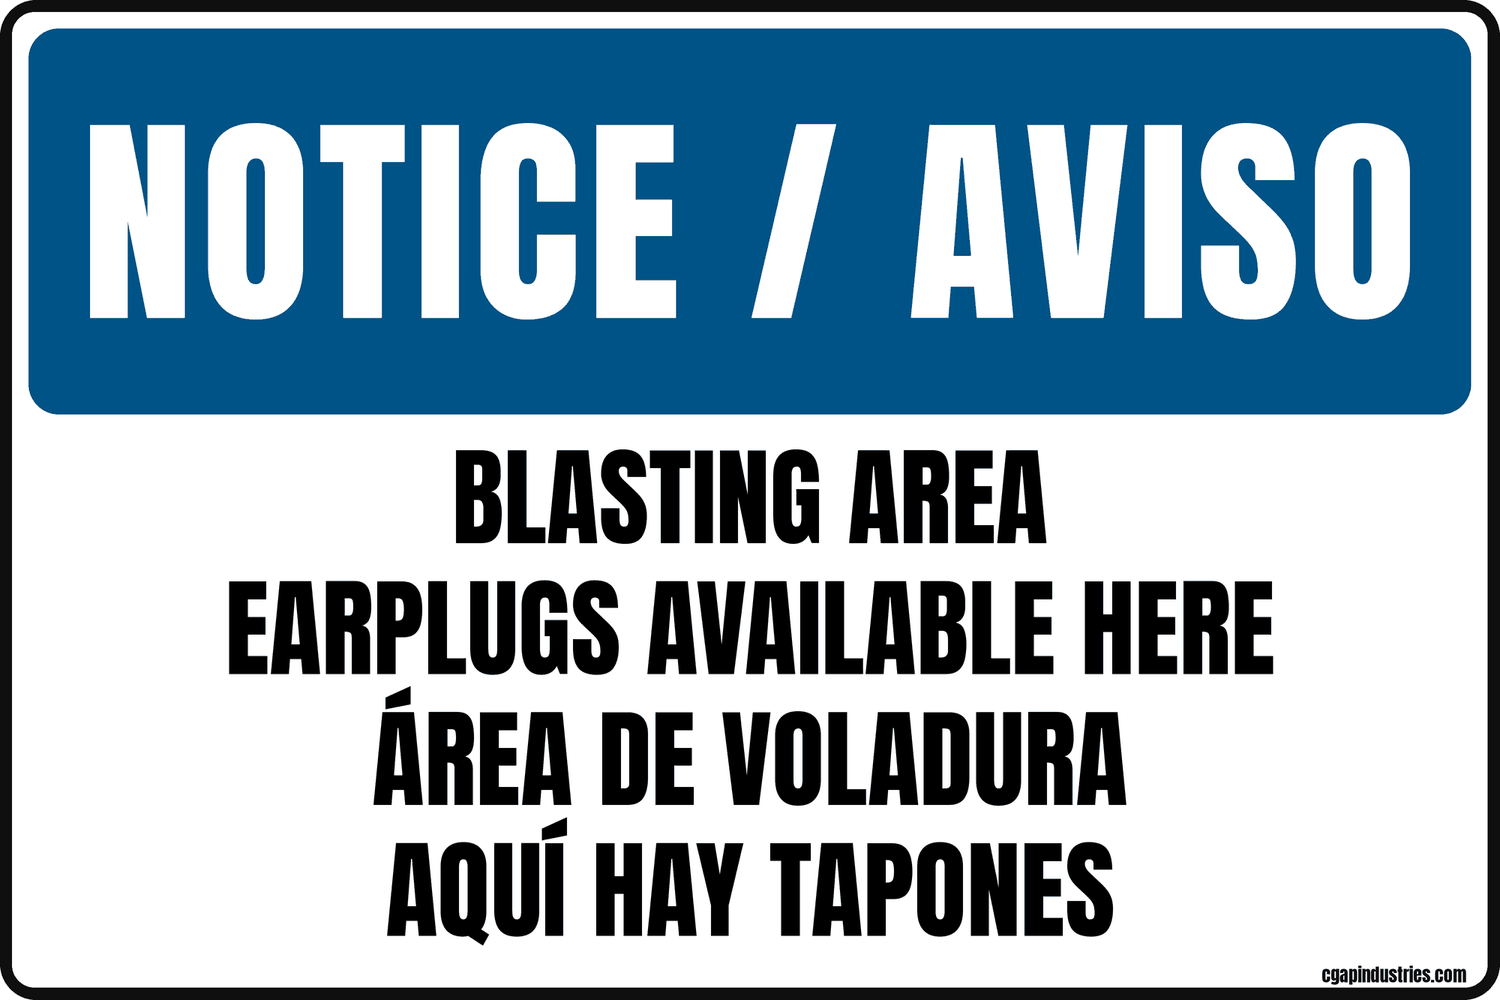 NOTICE / AVISO
BLASTING AREA
EARPLUGS AVAILABLE HERE
ÁREA DE VOLADURA
AQUÍ HAY TAPONES
cgapindustries.com